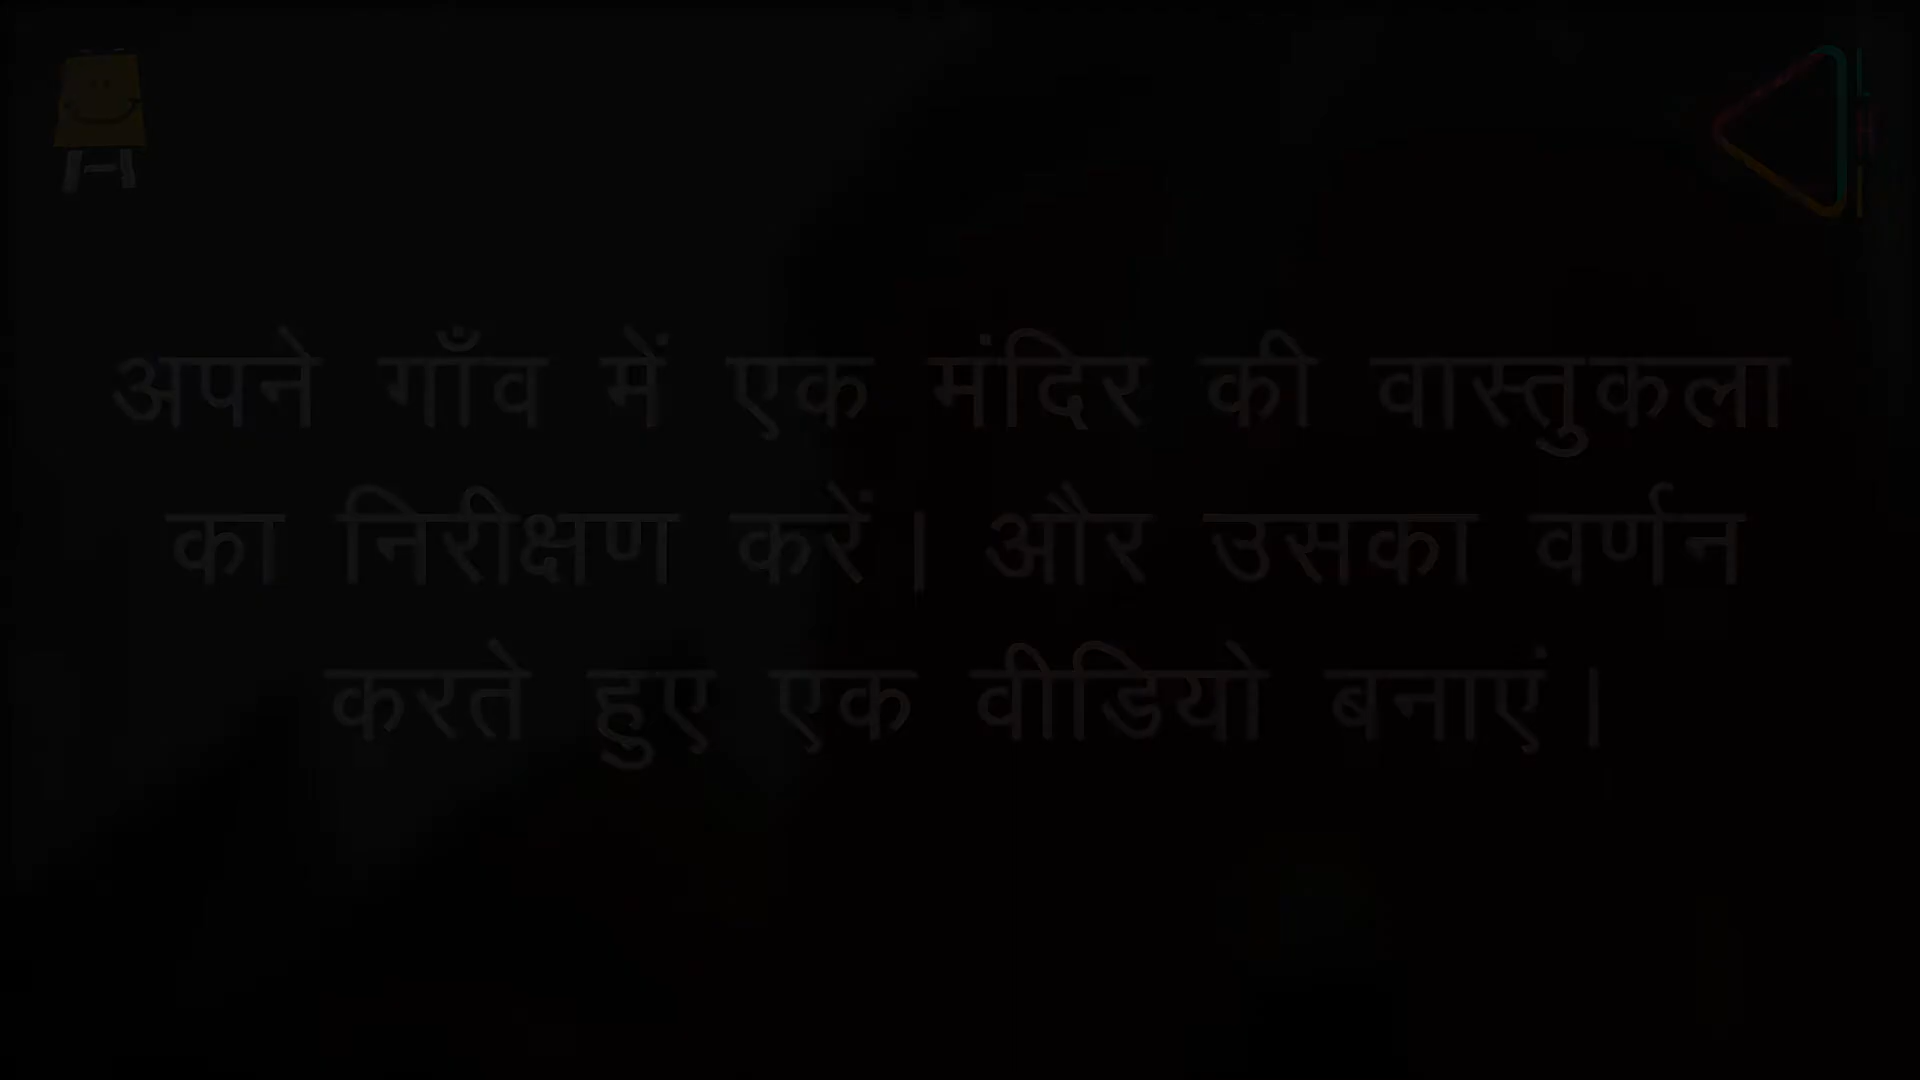 अपने गाँव में एक मंदिर की वास्तुकला
का निरीक्षण करें। और उसका वर्णन
करते हुए एक वीडियो बनाएं।